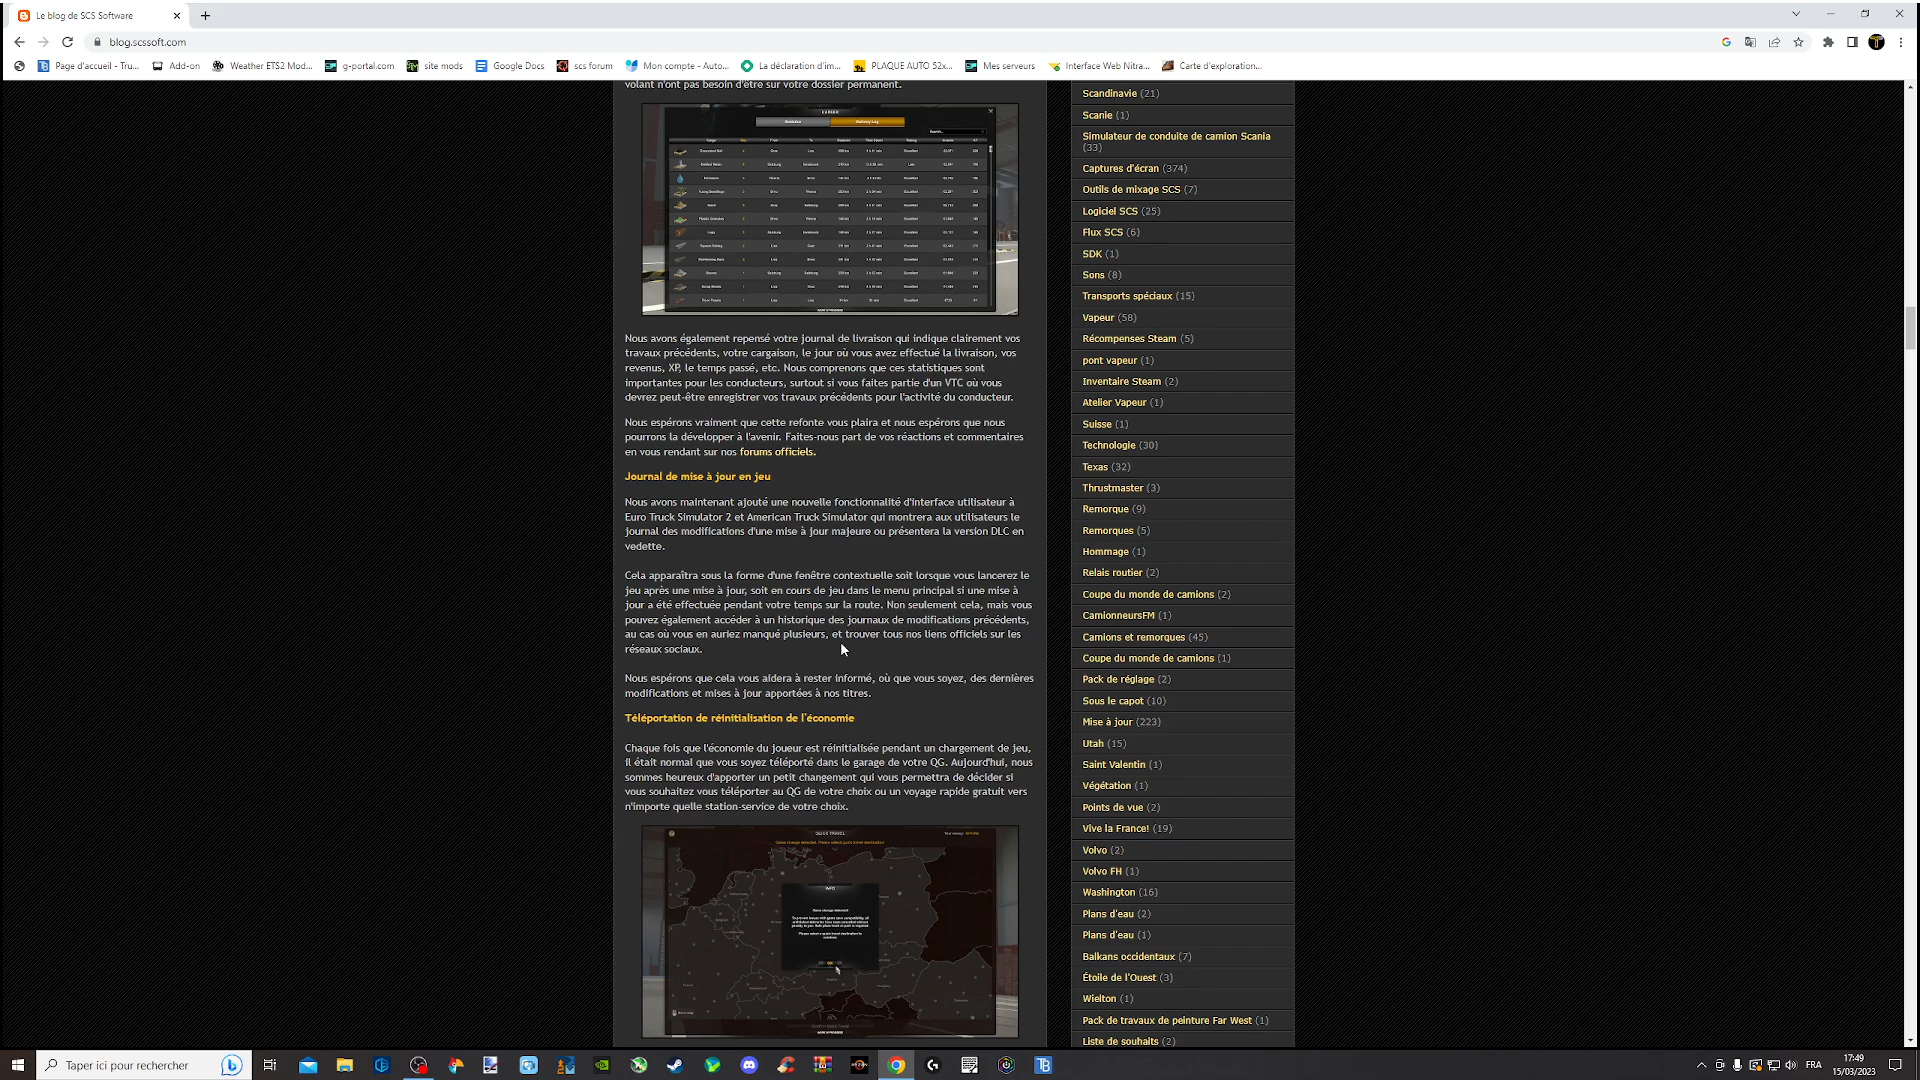 Le blog de SCS Software
blog.scssoft.com
Page d'accueil - Tru...
Add-on
Weather ETS2 Mod...
g-portal.com
site mods
Google Docs
scs forum
Mon compte - Auto...
La déclaration d'im...
PLAQUE AUTO 52x...
Mes serveurs
Interface Web Nitra...
Carte d'exploration...
volant n'ont pas besoin d'être sur votre dossier permanent.
CAREER
Statistics
Delivery Log
Nous avons également repensé votre journal de livraison qui indique clairement vos
travaux précédents, votre cargaison, le jour où vous avez effectué la livraison, vos
revenus, XP, le temps passé, etc. Nous comprenons que ces statistiques sont
importantes pour les conducteurs, surtout si vous faites partie d'un VTC où vous
devrez peut-être enregistrer vos travaux précédents pour l'activité du conducteur.
Nous espérons vraiment que cette refonte vous plaira et nous espérons que nous
pourrons la développer à l'avenir. Faites-nous part de vos réactions et commentaires
en vous rendant sur nos forums officiels.
Journal de mise à jour en jeu
Nous avons maintenant ajouté une nouvelle fonctionnalité d'interface utilisateur à
Euro Truck Simulator 2 et American Truck Simulator qui montrera aux utilisateurs le
journal des modifications d'une mise à jour majeure ou présentera la version DLC en
vedette.
Cela apparaîtra sous la forme d'une fenêtre contextuelle soit lorsque vous lancerez le
jeu après une mise à jour, soit en cours de jeu dans le menu principal si une mise à
jour a été effectuée pendant votre temps sur la route. Non seulement cela, mais vous
pouvez également accéder à un historique des journaux de modifications précédents,
au cas où vous en auriez manqué plusieurs, et trouver tous nos liens officiels sur les
réseaux sociaux.
Nous espérons que cela vous aidera à rester informé, où que vous soyez, des dernières
modifications et mises à jour apportées à nos titres.
Téléportation de réinitialisation de l'économie
Chaque fois que l'économie du joueur est réinitialisée pendant un chargement de jeu,
il était normal que vous soyez téléporté dans le garage de votre QG. Aujourd'hui, nous
sommes heureux d'apporter un petit changement qui vous permettra de décider si
vous souhaitez vous téléporter au QG de votre choix ou un voyage rapide gratuit vers
n'importe quelle station-service de votre choix.
QUICK TRAVEL
Game change detected. Please select quick travel destination
INFO
Game change detected!
OK
Scandinavie (21)
Scanie (1)
Simulateur de conduite de camion Scania
(33)
Captures d'écran (374)
Outils de mixage SCS (7)
Logiciel SCS (25)
Flux SCS (6)
SDK (1)
Sons (8)
Transports spéciaux (15)
Vapeur (58)
Récompenses Steam (5)
pont vapeur (1)
Inventaire Steam (2)
Atelier Vapeur (1)
Suisse (1)
Technologie (30)
Texas (32)
Thrustmaster (3)
Remorque (9)
Remorques (5)
Hommage (1)
Relais routier (2)
Coupe du monde de camions (2)
CamionneursFM (1)
Camions et remorques (45)
Coupe du monde de camions (1)
Pack de réglage (2)
Sous le capot (10)
Mise à jour (223)
Utah (15)
Saint Valentin (1)
Végétation (1)
Points de vue (2)
Vive la France! (19)
Volvo (2)
Volvo FH (1)
Washington (16)
Plans d'eau (2)
Plans d'eau (1)
Balkans occidentaux (7)
Étoile de l'Ouest (3)
Wielton (1)
Pack de travaux de peinture Far West (1)
Liste de souhaits (2)
Taper ici pour rechercher
FRA
17:49
15/03/2023